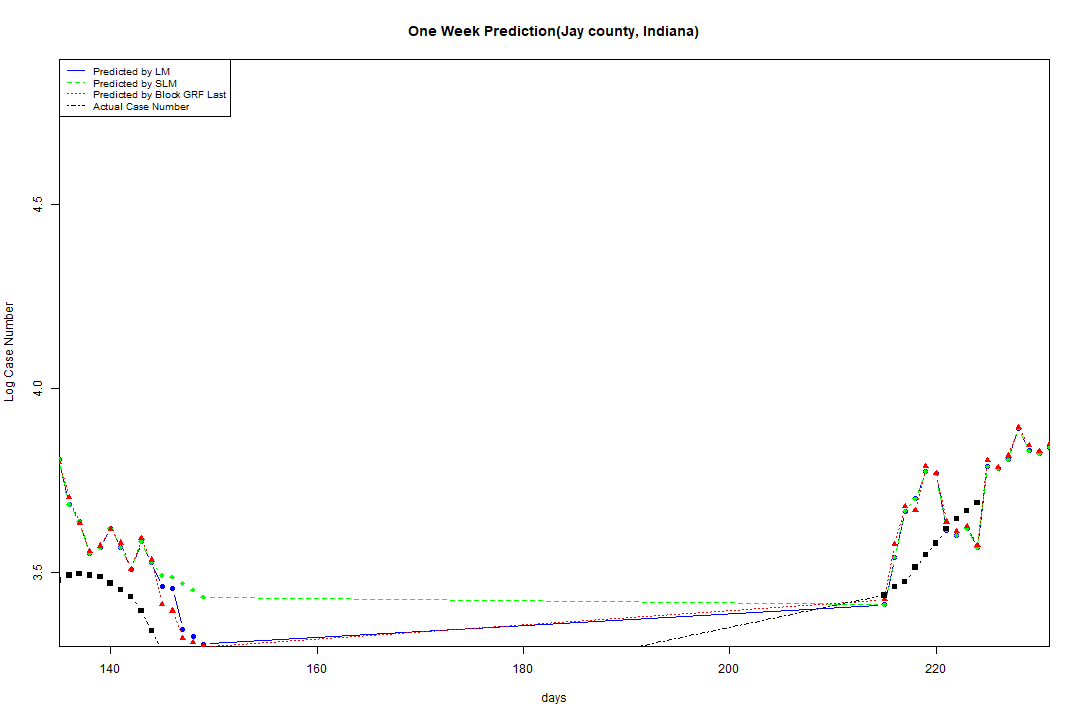 One Week Prediction(Jay county, Indiana)
Predicted by LM
Predicted by SLM
Predicted by Block GRF Last
Actual Case Number
4.5
4.0
3.5
Log Case Number
140 160 180 200 220
days